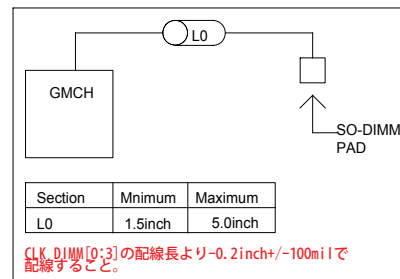 L0
GMCH
SO-DIMM
PAD
Section Mnimum Maximum
L0 1.5inch 5.0inch
CLK_DIMM[0:3]の配線長より-0.2inch+/-100milで
配線すること。